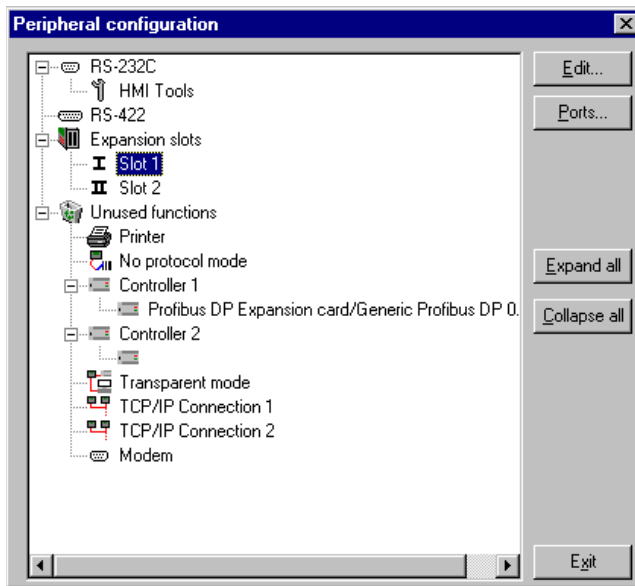 Peripheral configuration
RS-232C
HMI Tools
RS-422
Expansion slots
I Slot 1
II Slot 2
Unused functions
Printer
No protocol mode
Controller 1
Profibus DP Expansion card/Generic Profibus DP 0.
Controller 2
Transparent mode
TCP/IP Connection 1
TCP/IP Connection 2
Modem
Edit...
Ports...
Expand all
Collapse all
Exit